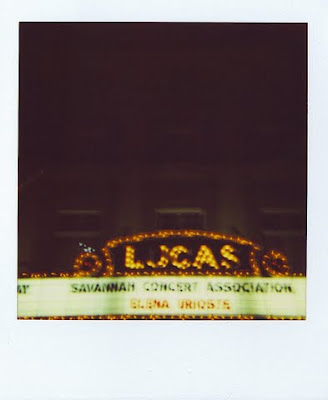 LUCAS
SAVANNAH CONCERT ASSOCIATION
ELENA URIOSTE